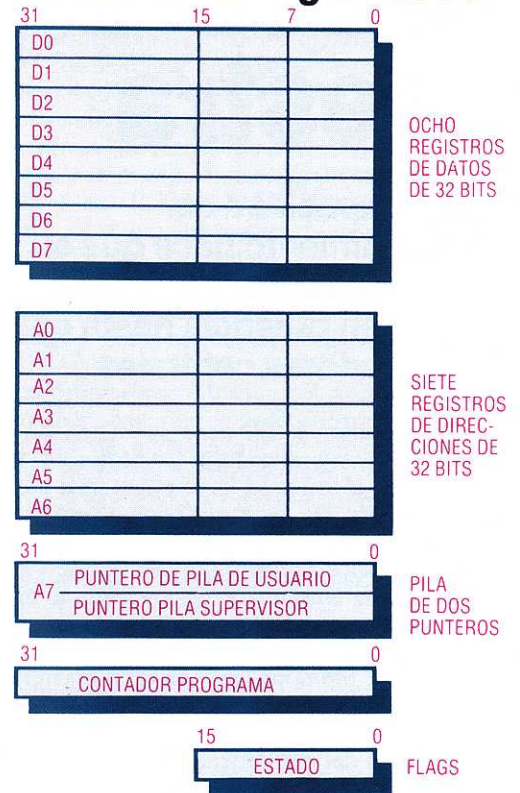 31 15 7 0
D0
D1
D2
D3
D4
D5
D6
D7
OCHO
REGISTROS
DE DATOS
DE 32 BITS
A0
A1
A2
A3
A4
A5
A6
SIETE
REGISTROS
DE DIREC-
CIONES DE
32 BITS
31 0
A7
PUNTERO DE PILA DE USUARIO
PUNTERO PILA SUPERVISOR
PILA
DE DOS
PUNTEROS
31 0
CONTADOR PROGRAMA
15 0
ESTADO
FLAGS